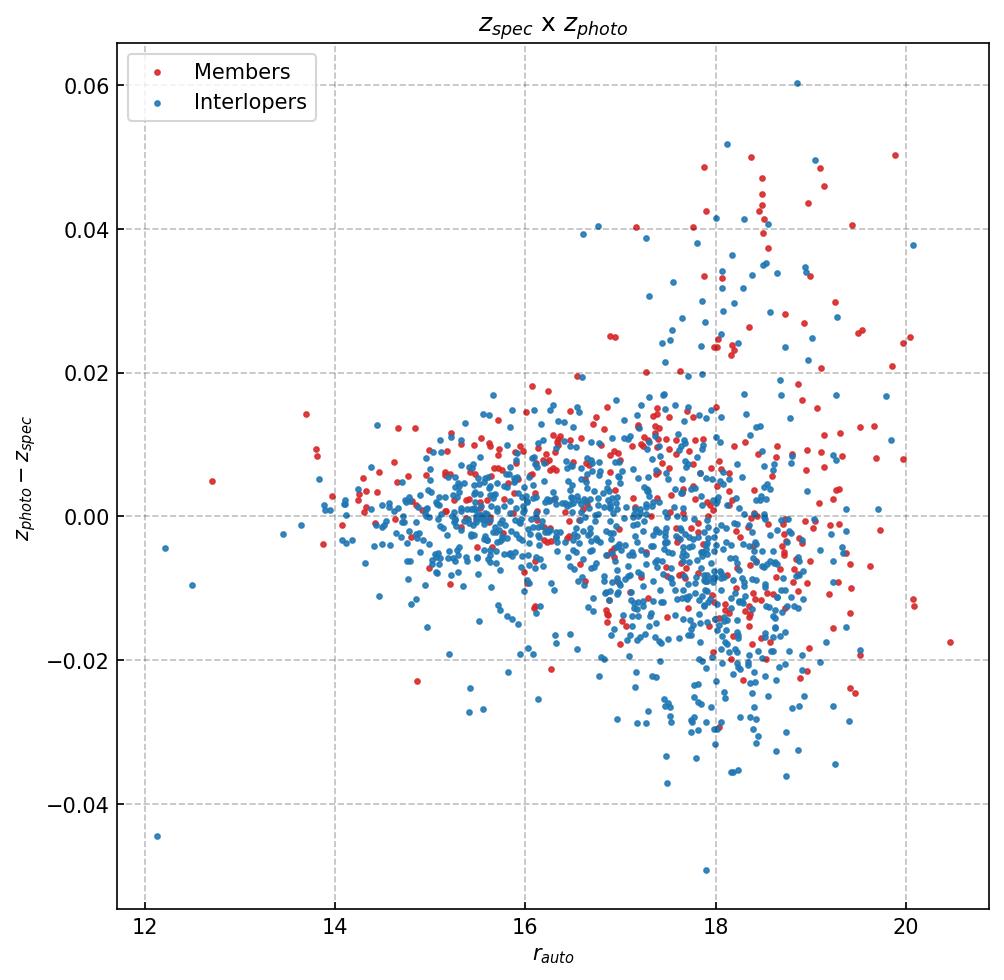 z_spec x z_photo
Members
Interlopers
0.06
0.04
0.02
0.00
−0.02
−0.04
z_photo − z_spec
12
14
16
18
20
r_auto